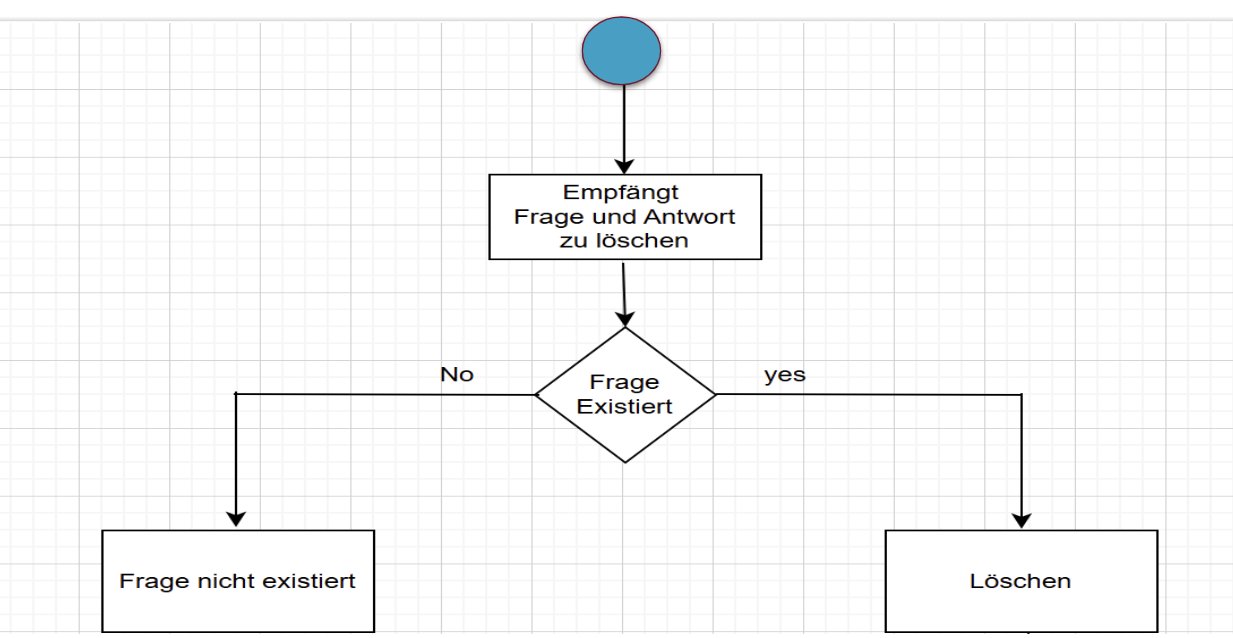 Empfängt
Frage und Antwort
zu löschen
No
yes
Frage
Existiert
Frage nicht existiert
Löschen